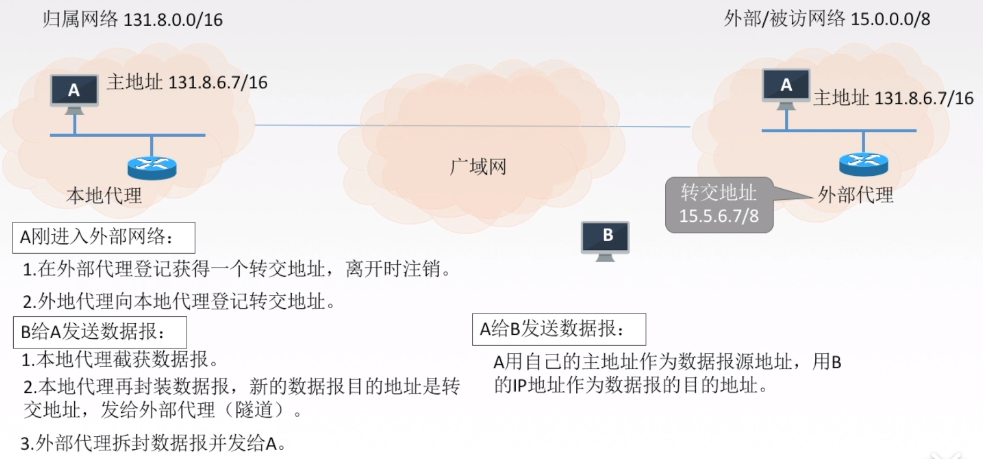 归属网络 131.8.0.0/16
外部/被访网络 15.0.0.0/8
A
主地址 131.8.6.7/16
A
主地址 131.8.6.7/16
广域网
本地代理
转交地址
15.5.6.7/8
外部代理
B
A刚进入外部网络：
1.在外部代理登记获得一个转交地址，离开时注销。
2.外地代理向本地代理登记转交地址。
B给A发送数据报：
1.本地代理截获数据报。
2.本地代理再封装数据报，新的数据报目的地址是转
交地址，发给外部代理（隧道）。
3.外部代理拆封数据报并发给A。
A给B发送数据报：
A用自己的主地址作为数据报源地址，用B
的IP地址作为数据报的目的地址。